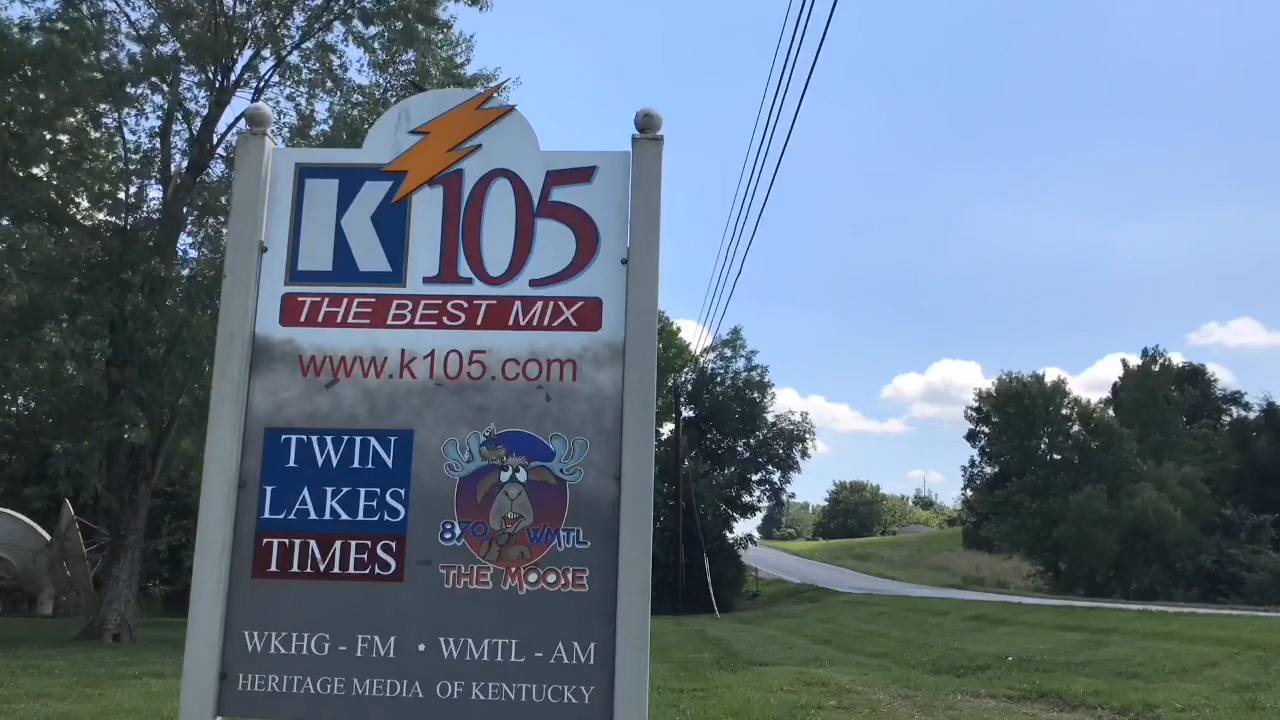 K105
THE BEST MIX
www.k105.com
TWIN
LAKES
TIMES
870 WMTL
THE MOOSE
WKHG - FM • WMTL - AM
HERITAGE MEDIA OF KENTUCKY